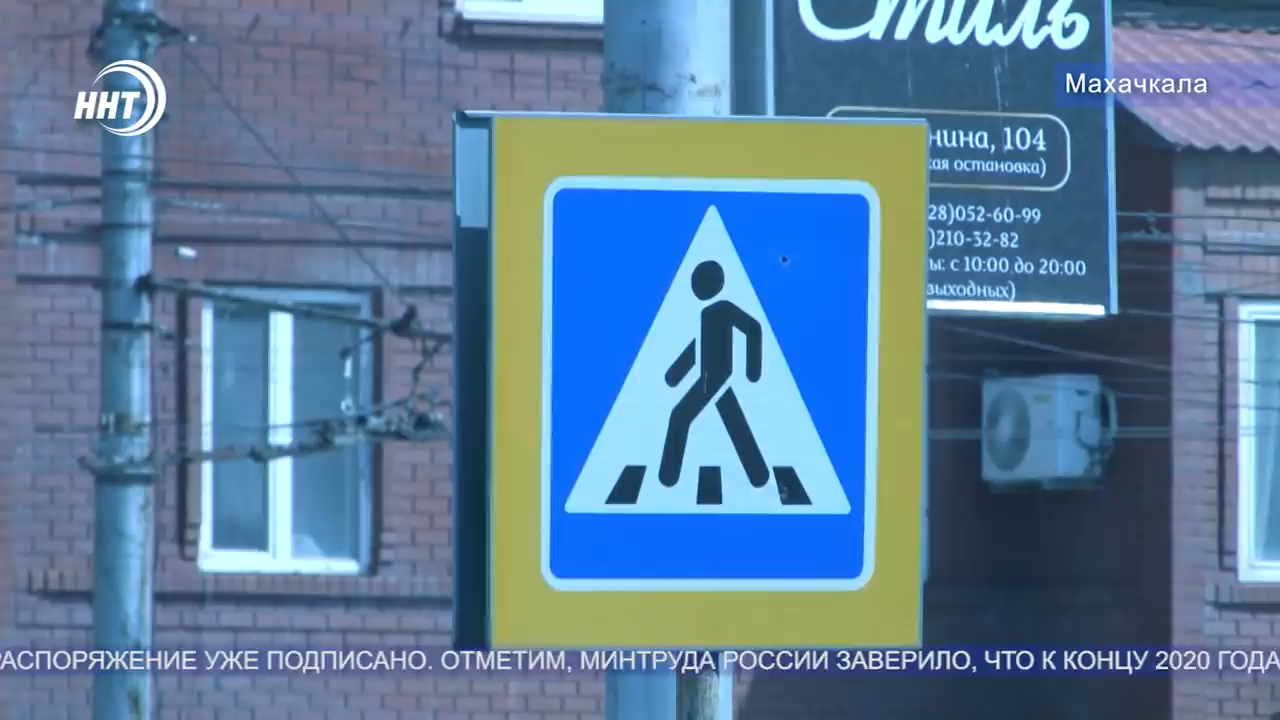 ННТ
Стиль
Махачкала
нина, 104
ая остановка)
28)052-60-99
)210-32-82
ы: с 10:00 до 20:00
выходных)
РАСПОРЯЖЕНИЕ УЖЕ ПОДПИСАНО. ОТМЕТИМ, МИНТРУДА РОССИИ ЗАВЕРИЛО, ЧТО К КОНЦУ 2020 ГОДА